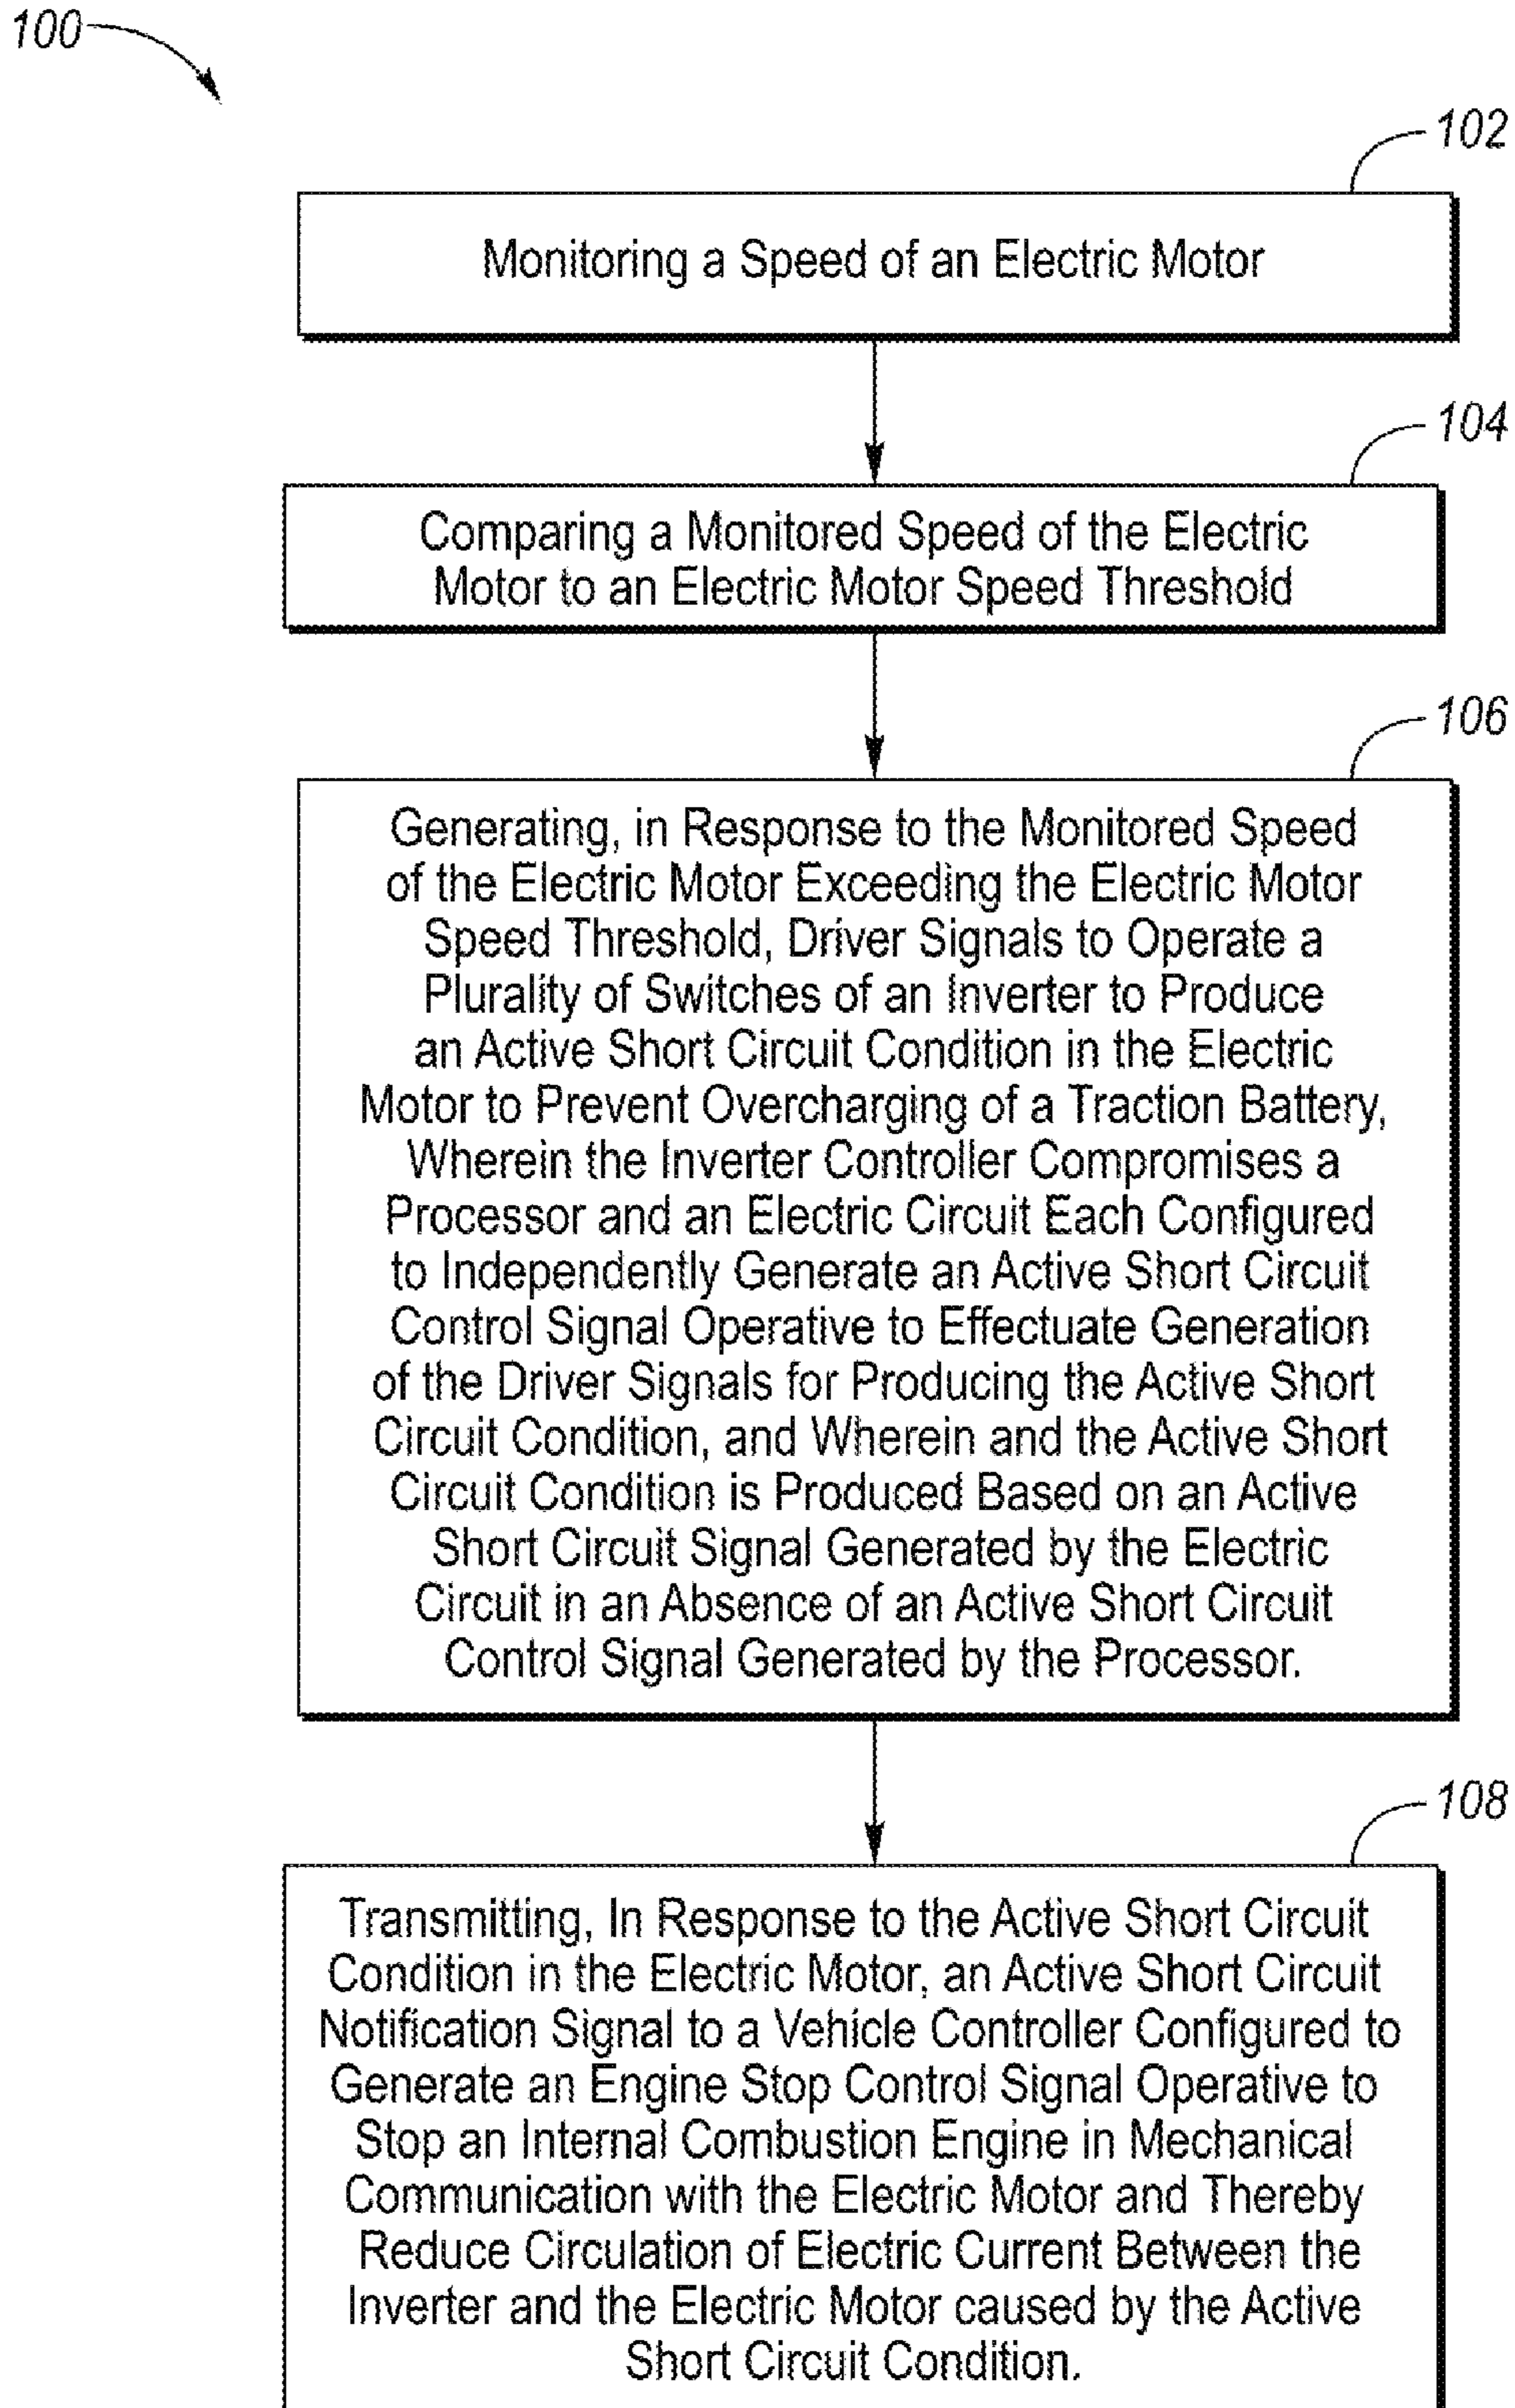 100
102
Monitoring a Speed of an Electric Motor
104
Comparing a Monitored Speed of the Electric
Motor to an Electric Motor Speed Threshold
106
Generating, in Response to the Monitored Speed
of the Electric Motor Exceeding the Electric Motor
Speed Threshold, Driver Signals to Operate a
Plurality of Switches of an Inverter to Produce
an Active Short Circuit Condition in the Electric
Motor to Prevent Overcharging of a Traction Battery,
Wherein the Inverter Controller Compromises a
Processor and an Electric Circuit Each Configured
to Independently Generate an Active Short Circuit
Control Signal Operative to Effectuate Generation
of the Driver Signals for Producing the Active Short
Circuit Condition, and Wherein and the Active Short
Circuit Condition is Produced Based on an Active
Short Circuit Signal Generated by the Electric
Circuit in an Absence of an Active Short Circuit
Control Signal Generated by the Processor.
108
Transmitting, In Response to the Active Short Circuit
Condition in the Electric Motor, an Active Short Circuit
Notification Signal to a Vehicle Controller Configured to
Generate an Engine Stop Control Signal Operative to
Stop an Internal Combustion Engine in Mechanical
Communication with the Electric Motor and Thereby
Reduce Circulation of Electric Current Between the
Inverter and the Electric Motor caused by the Active
Short Circuit Condition.